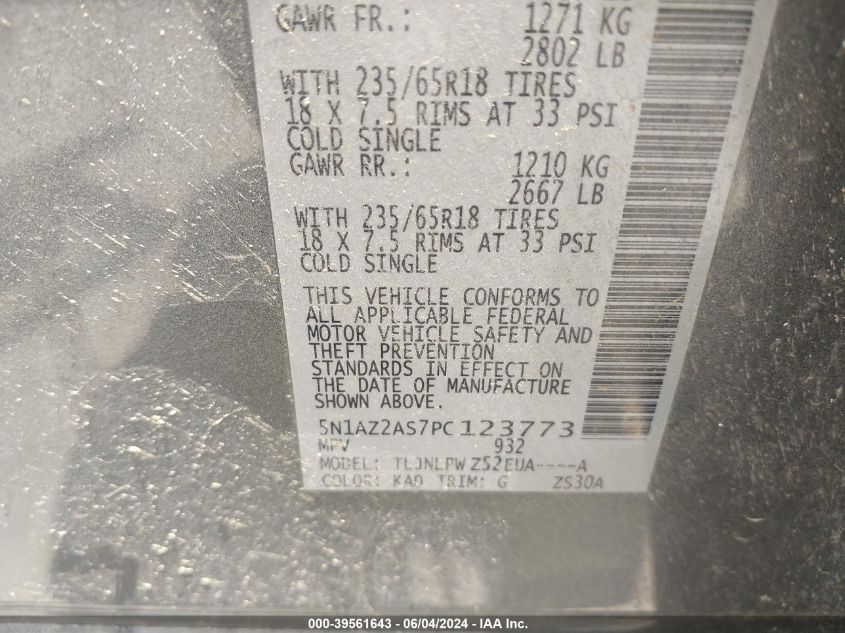 GAWR FR.: 1271 KG
2802 LB
WITH 235/65R18 TIRES
18 X 7.5 RIMS AT 33 PSI
COLD SINGLE
GAWR RR.: 1210 KG
2667 LB
WITH 235/65R18 TIRES
18 X 7.5 RIMS AT 33 PSI
COLD SINGLE
THIS VEHICLE CONFORMS TO
ALL APPLICABLE FEDERAL
MOTOR VEHICLE SAFETY AND
THEFT PREVENTION
STANDARDS IN EFFECT ON
THE DATE OF MANUFACTURE
SHOWN ABOVE.
5N1AZ2AS7PC123773
MPV 932
MODEL: TLJNLPW Z52EUA----A
COLOR: KAD TRIM: G ZS30A
000-39561643 - 06/04/2024 - IAA Inc.